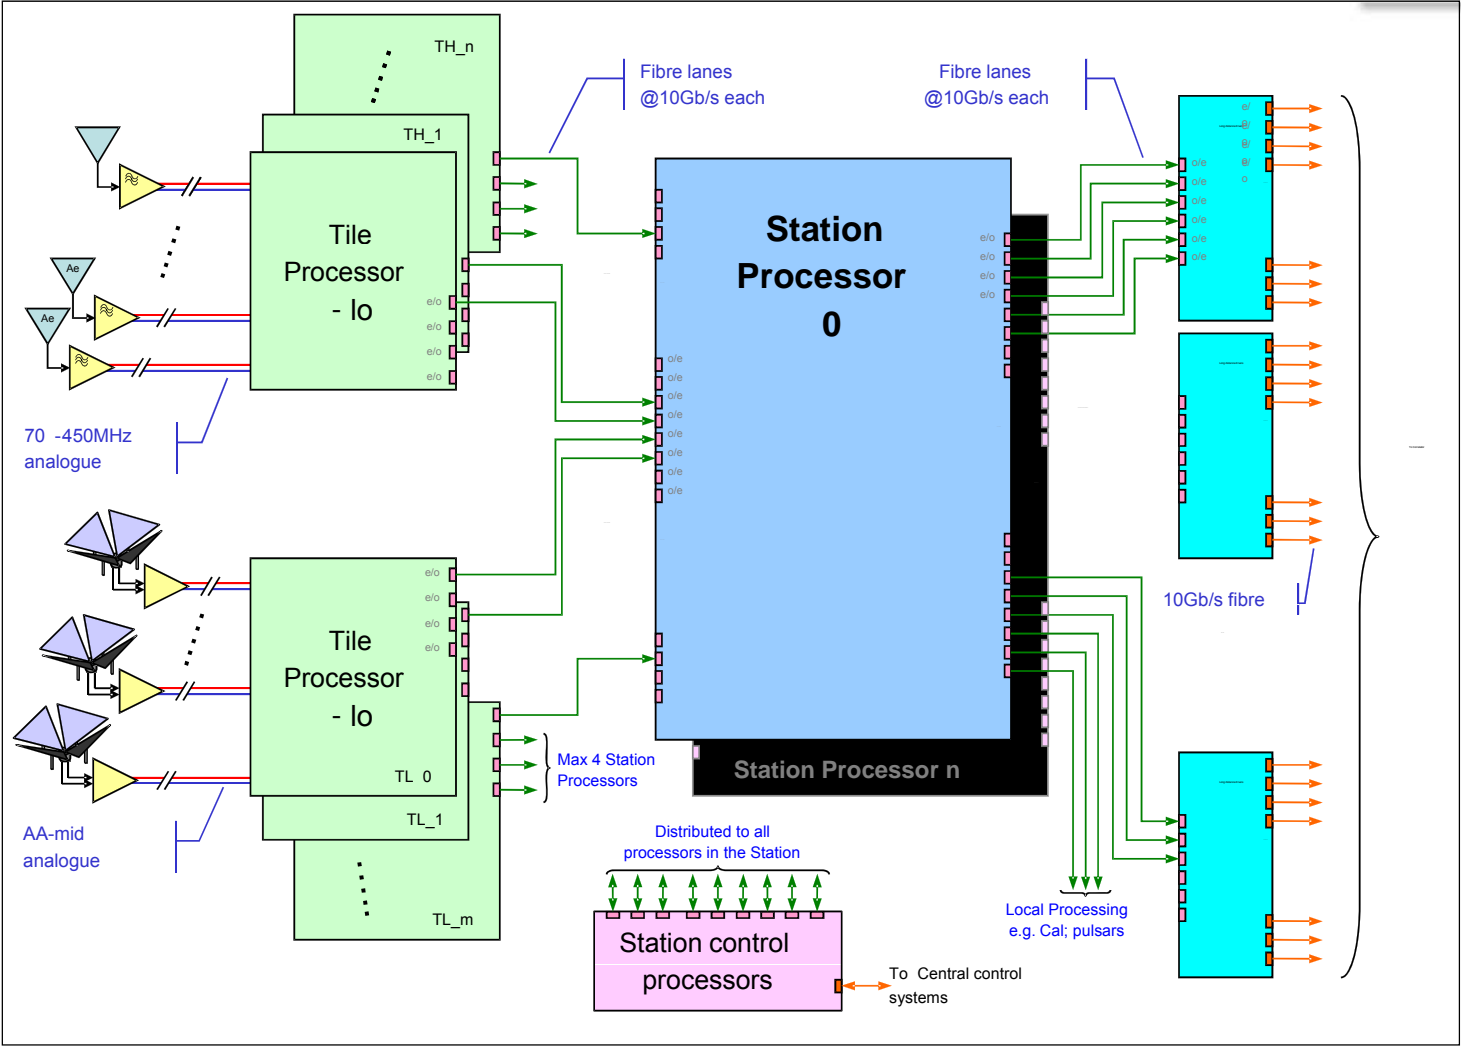 TH_n
TH_1
Tile
Processor
- lo
e/o
e/o
e/o
e/o
Ae
Ae
70 -450MHz
analogue
Fibre lanes
@10Gb/s each
Fibre lanes
@10Gb/s each
Station
Processor
0
e/o
e/o
e/o
e/o
o/e
o/e
o/e
o/e
o/e
o/e
o/e
o/e
Station Processor n
e/
o/e
o/e
o/e
o/e
o/e
o/e
o
10Gb/s fibre
Tile
Processor
- lo
e/o
e/o
e/o
e/o
TL 0
TL_1
TL_m
AA-mid
analogue
Max 4 Station
Processors
Distributed to all
processors in the Station
Station control
processors
To Central control
systems
Local Processing
e.g. Cal; pulsars